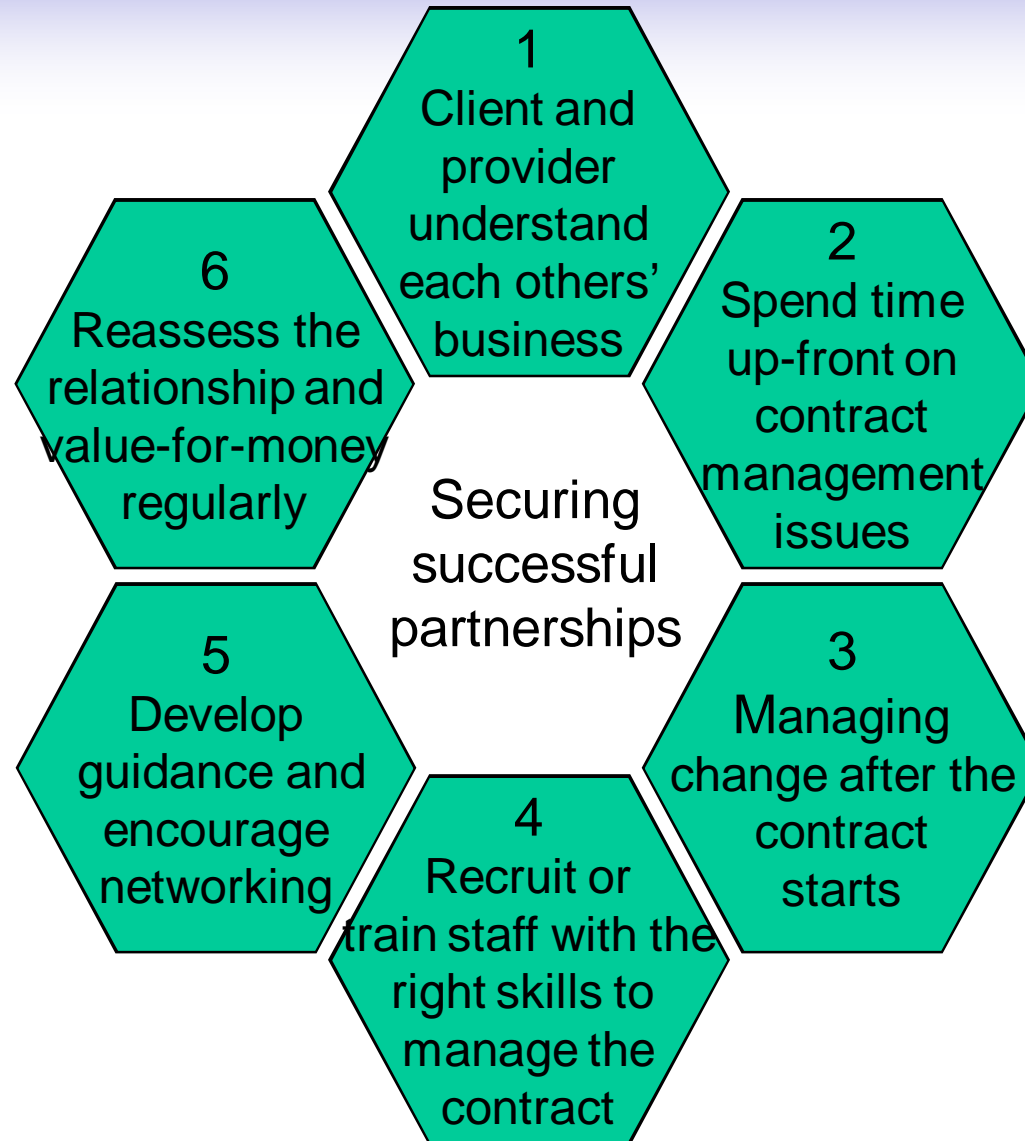 1
Client and
provider
understand
each others’
business
2
Spend time
up-front on
contract
management
issues
3
Managing
change after the
contract
starts
4
Recruit or
train staff with the
right skills to
manage the
contract
5
Develop
guidance and
encourage
networking
6
Reassess the
relationship and
value-for-money
regularly
Securing
successful
partnerships